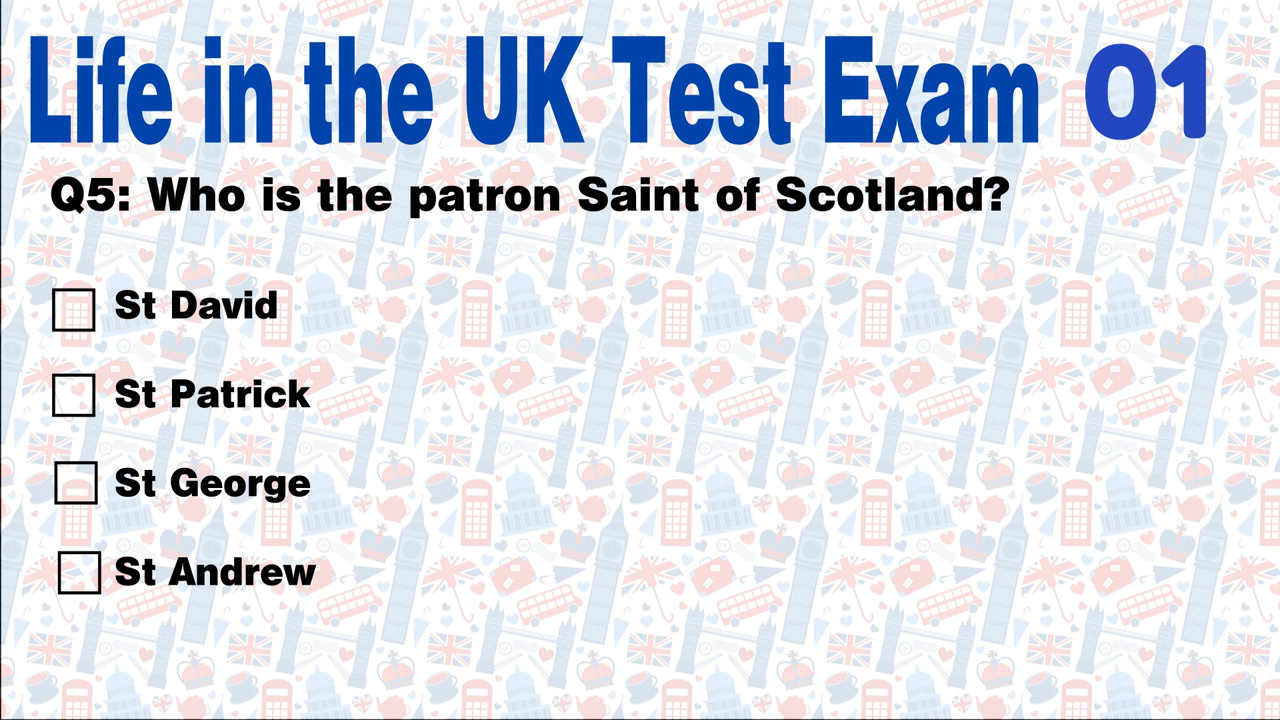 Life in the UK Test Exam 01
Q5: Who is the patron Saint of Scotland?
St David
St Patrick
St George
St Andrew